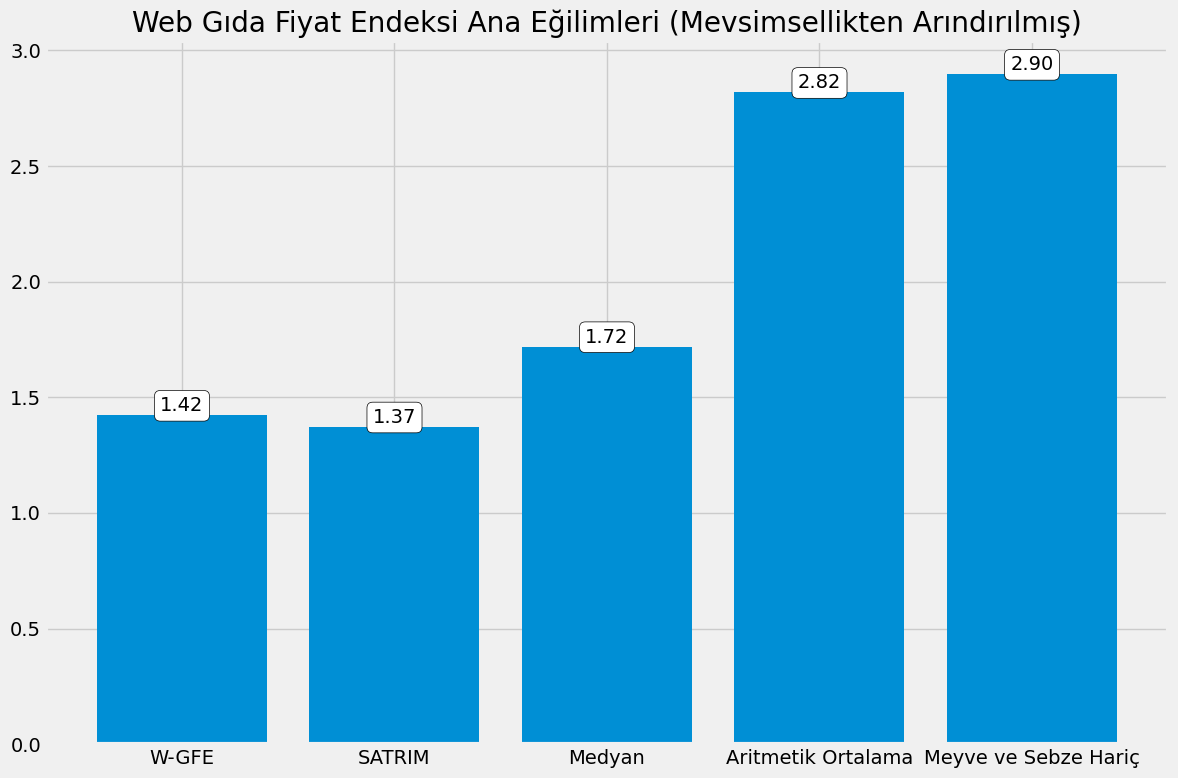 Web Gıda Fiyat Endeksi Ana Eğilimleri (Mevsimsellikten Arındırılmış)
3.0
2.5
2.0
1.5
1.0
0.5
0.0
1.42
1.37
1.72
2.82
2.90
W-GFE
SATRIM
Medyan
Aritmetik Ortalama
Meyve ve Sebze Hariç